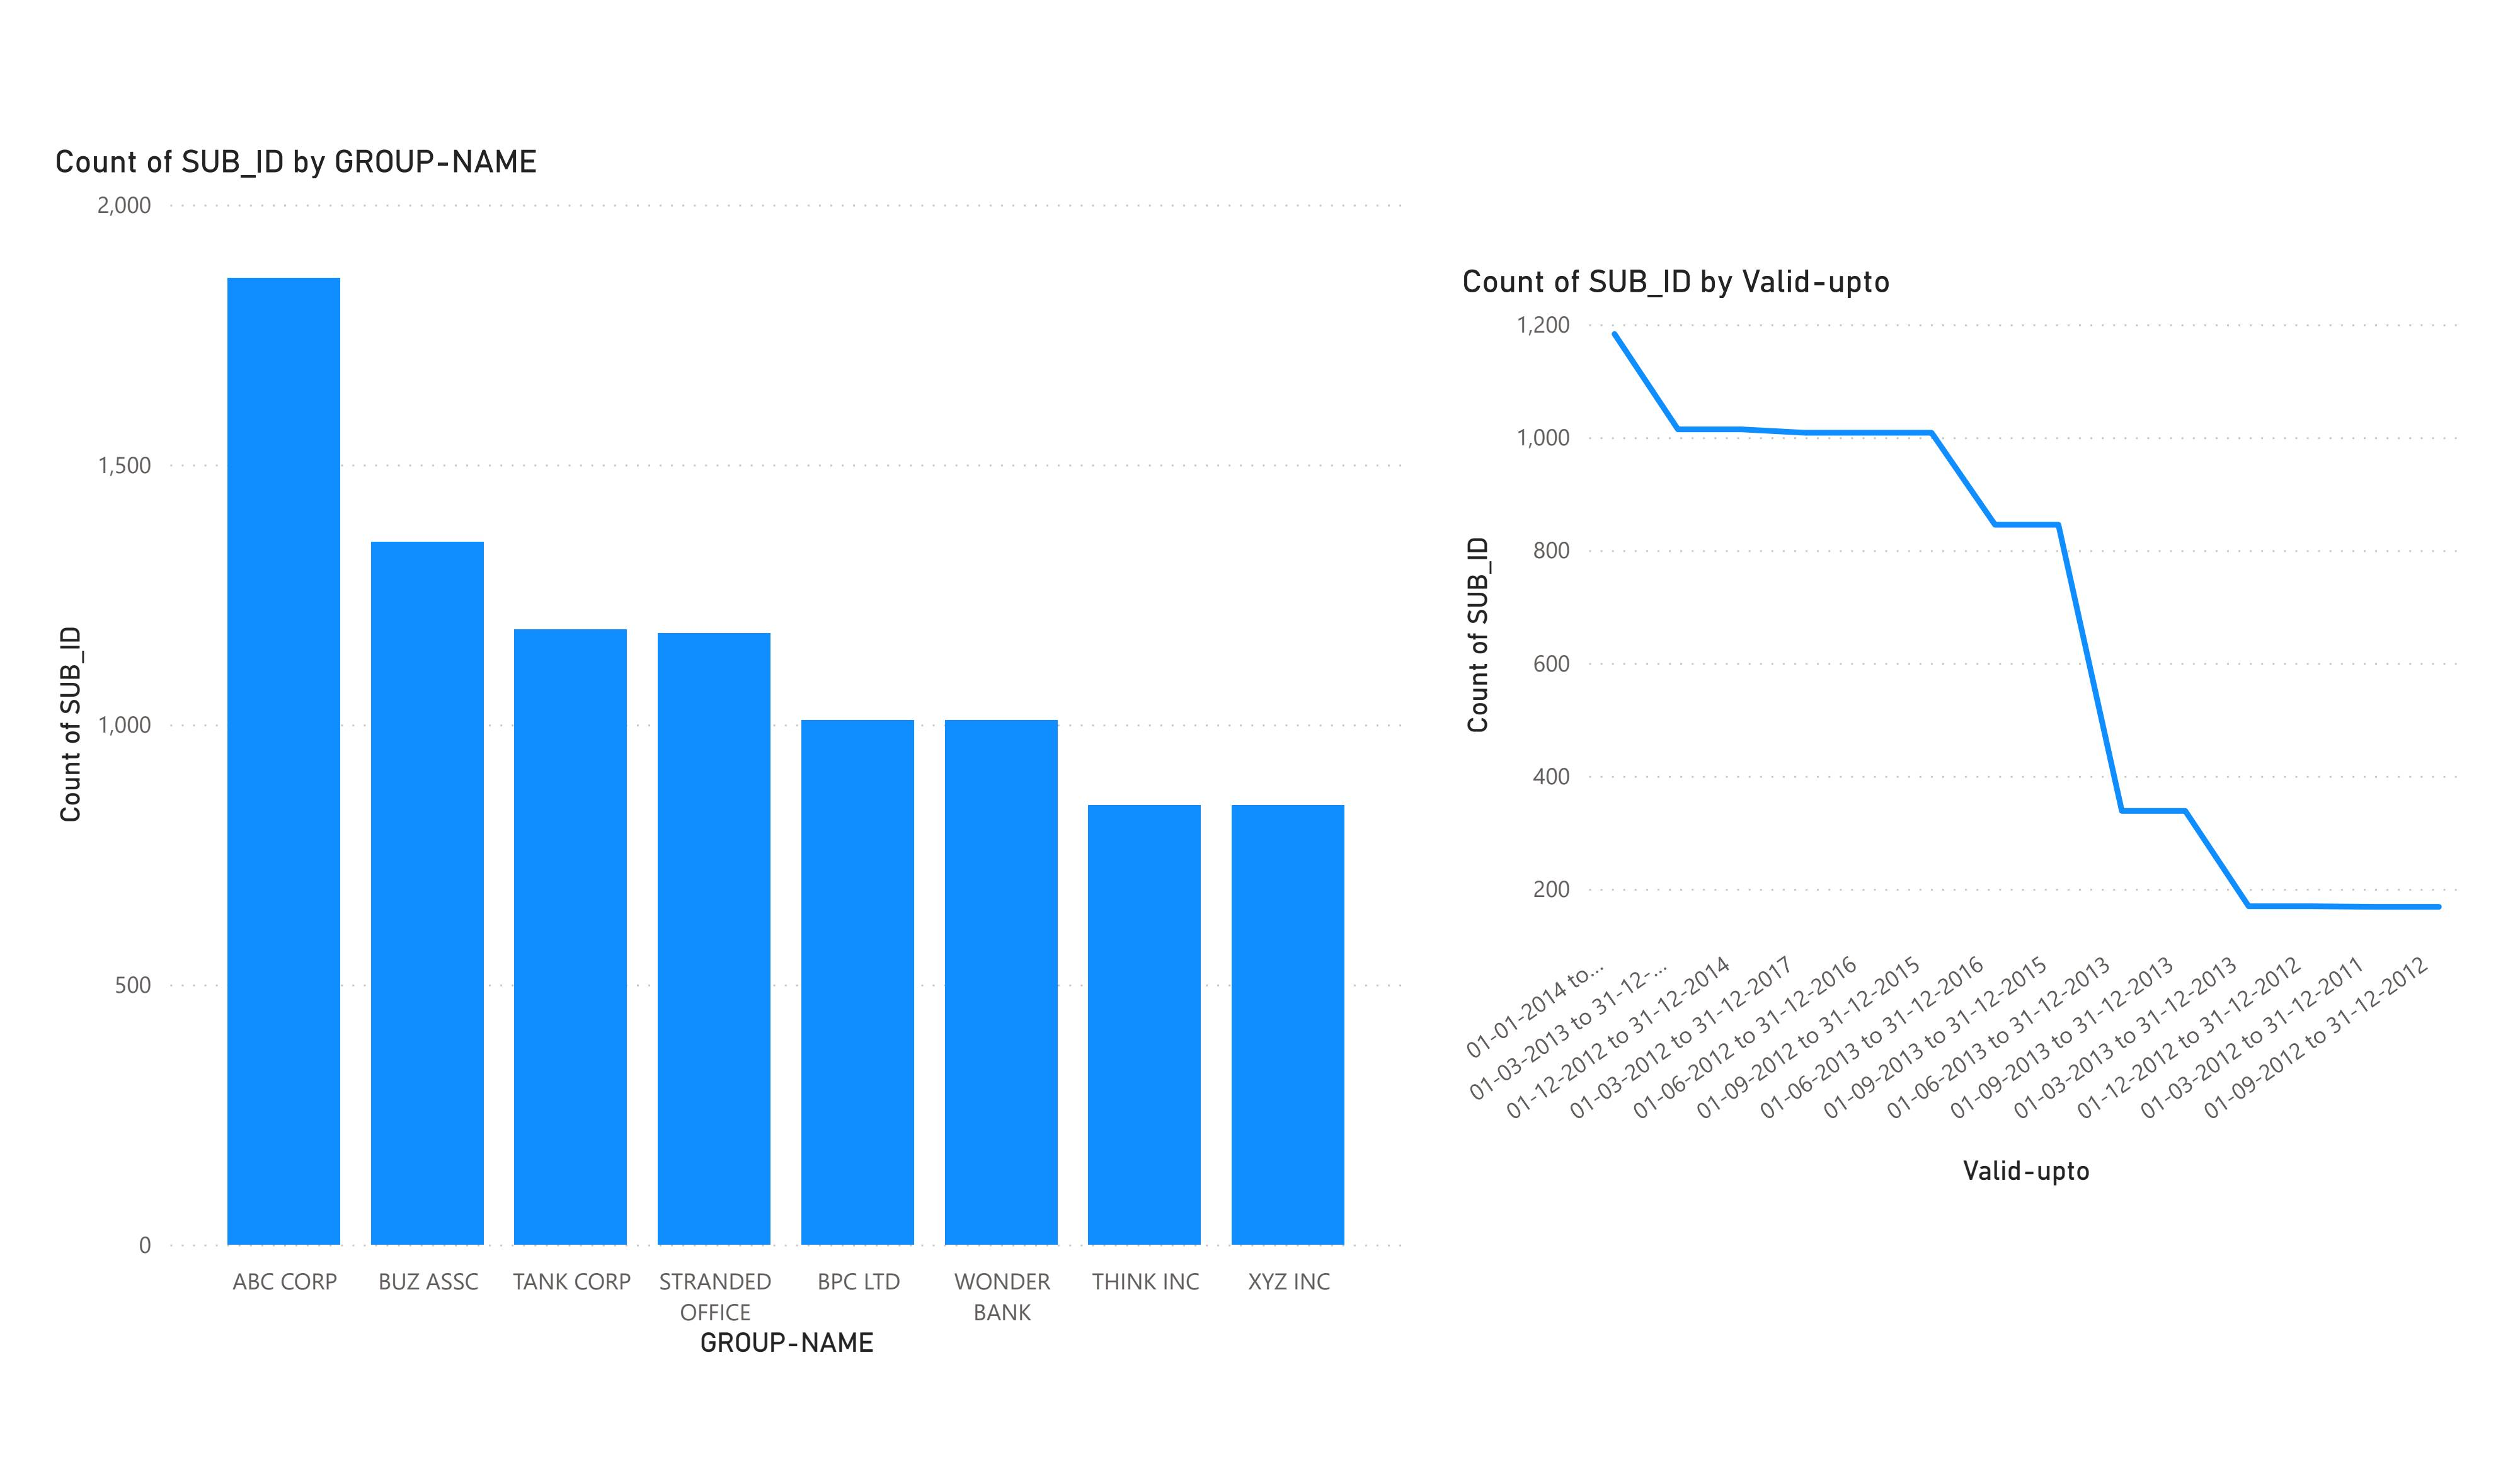 Count of SUB_ID by GROUP-NAME
2,000
1,500
1,000
500
0
Count of SUB_ID
ABC CORP
BUZ ASSC
TANK CORP
STRANDED
OFFICE
BPC LTD
WONDER
BANK
THINK INC
XYZ INC
GROUP-NAME
Count of SUB_ID by Valid-upto
1,200
1,000
800
600
400
200
Count of SUB_ID
01-01-2014 to...
01-03-2013 to 31-12-...
01-12-2012 to 31-12-2014
01-03-2012 to 31-12-2017
01-06-2012 to 31-12-2016
01-09-2012 to 31-12-2015
01-06-2013 to 31-12-2016
01-09-2013 to 31-12-2015
01-06-2013 to 31-12-2013
01-09-2013 to 31-12-2013
01-03-2013 to 31-12-2013
01-12-2012 to 31-12-2012
01-03-2012 to 31-12-2011
01-09-2012 to 31-12-2012
Valid-upto